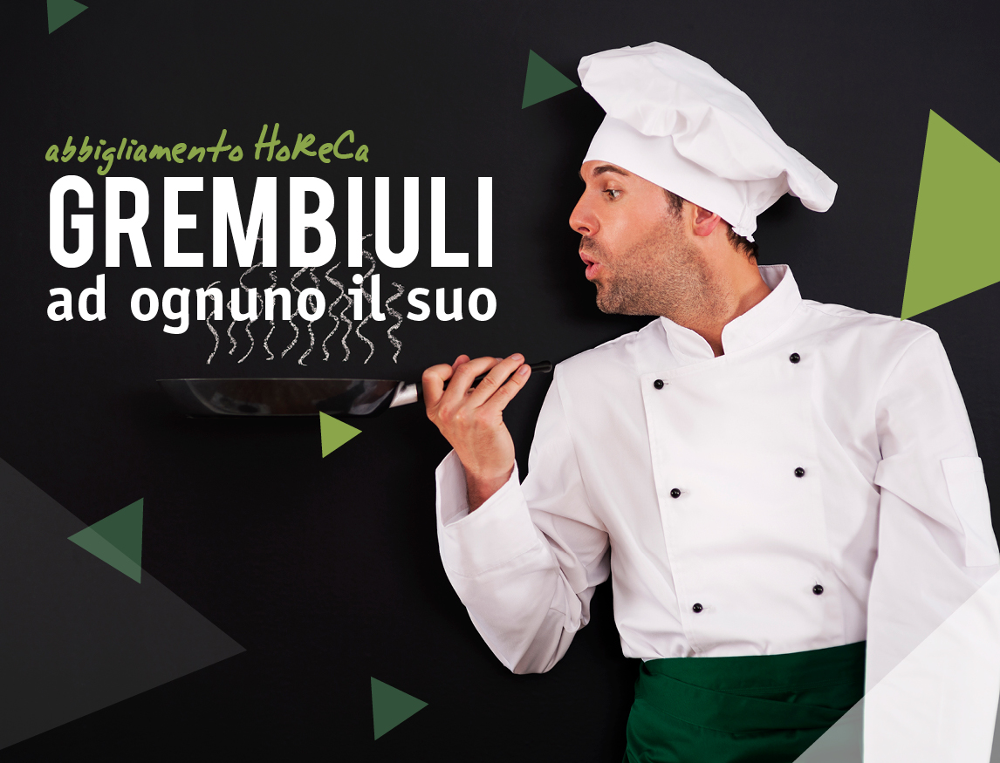 abbigliamento HoReCa
GREMBIULI
ad ognuno il suo